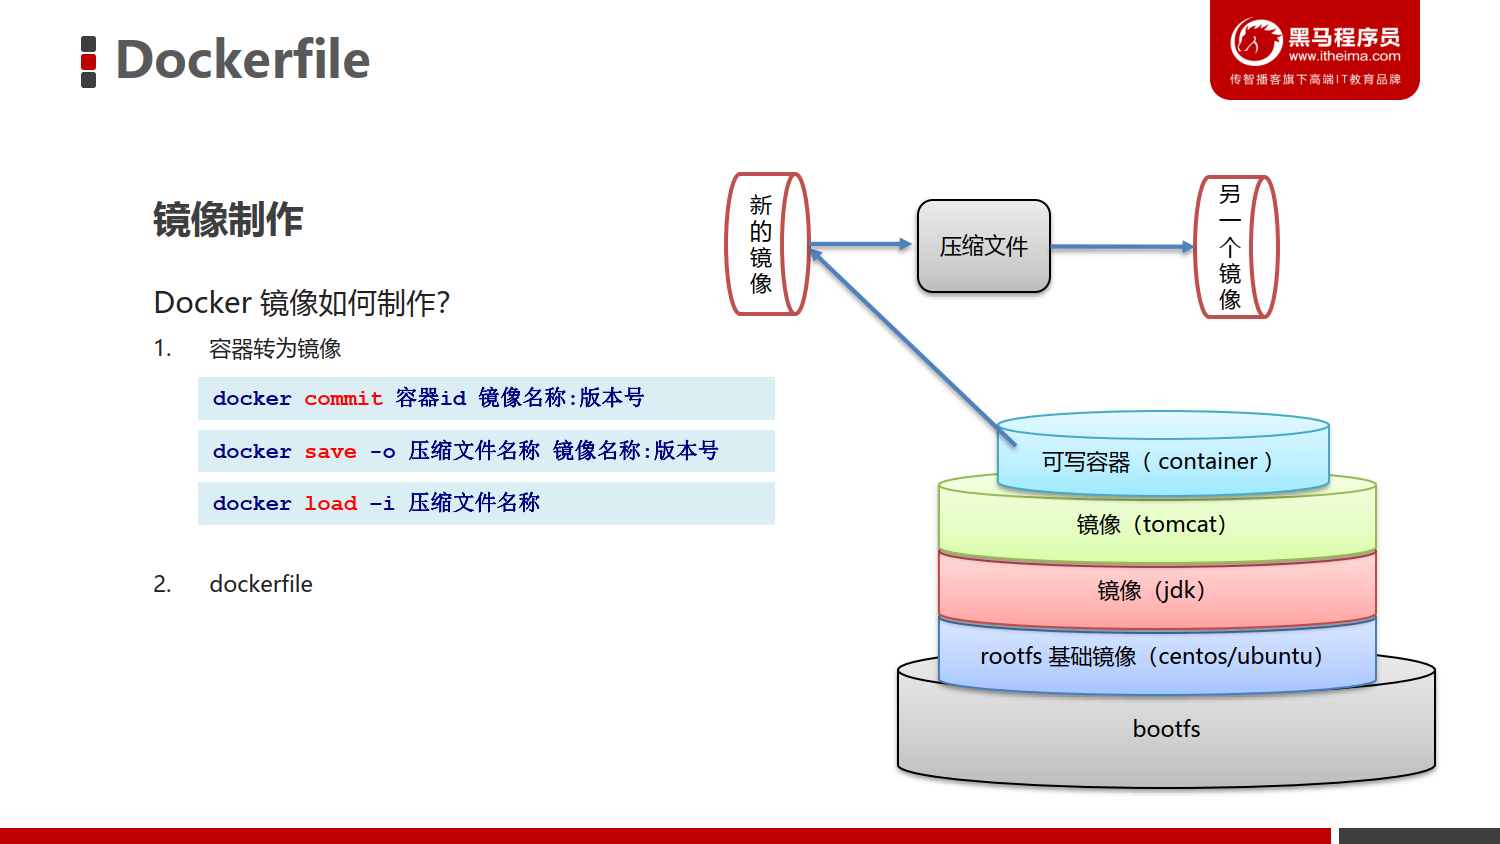 Dockerfile
黑马程序员
www.itheima.com
传智播客旗下高端IT教育品牌
镜像制作
Docker 镜像如何制作?
1. 容器转为镜像
docker commit 容器id 镜像名称:版本号
docker save -o 压缩文件名称 镜像名称:版本号
docker load –i 压缩文件名称
2. dockerfile
新
的
镜
像
压缩文件
另
一
个
镜
像
可写容器（ container ）
镜像（tomcat）
镜像（jdk）
rootfs 基础镜像（centos/ubuntu）
bootfs